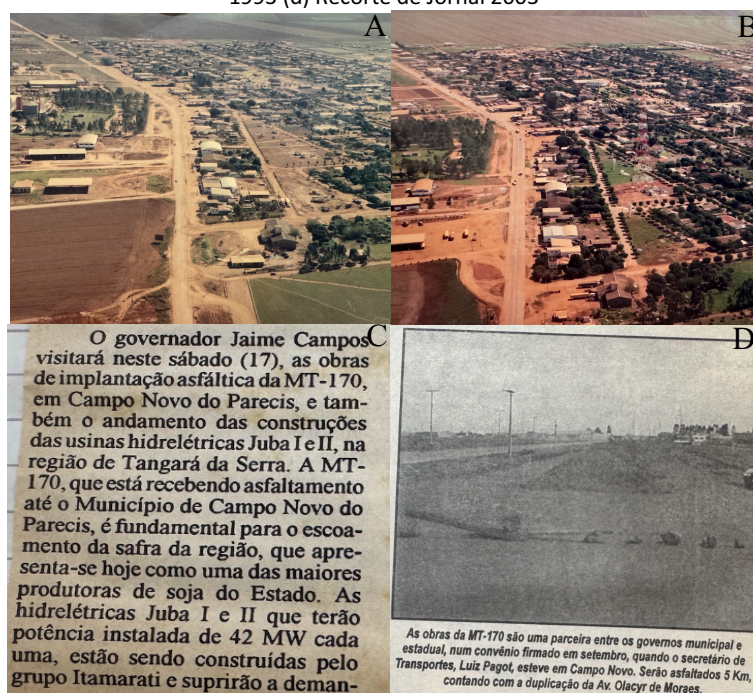 1995 (d) Recorte de Jornal 2003
A
B
C
O governador Jaime Campos
visitará neste sábado (17), as obras
de implantação asfáltica da MT-170,
em Campo Novo do Parecis, e tam-
bém o andamento das construções
das usinas hidrelétricas Juba I e II, na
região de Tangará da Serra. A MT-
170, que está recebendo asfaltamento
até o Município de Campo Novo do
Parecis, é fundamental para o escoa-
mento da safra da região, que apre-
senta-se hoje como uma das maiores
produtoras de soja do Estado. As
hidrelétricas Juba I e II que terão
potência instalada de 42 MW cada
uma, estão sendo construídas pelo
grupo Itamarati e suprirão a deman-
D
As obras da MT-170 são uma parceira entre os governos municipal e
estadual, num convênio firmado em setembro, quando o secretário de
Transportes, Luiz Pagot, esteve em Campo Novo. Serão asfaltados 5 Km,
contando com a duplicação da Av. Olacyr de Moraes.